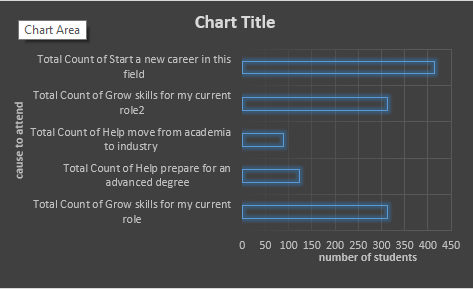 Chart Title
Chart Area
Total Count of Start a new career in this
field
Total Count of Grow skills for my current
role2
Total Count of Help move from academia
to industry
Total Count of Help prepare for an
advanced degree
Total Count of Grow skills for my current
role
cause to attend
0 50 100 150 200 250 300 350 400 450
number of students